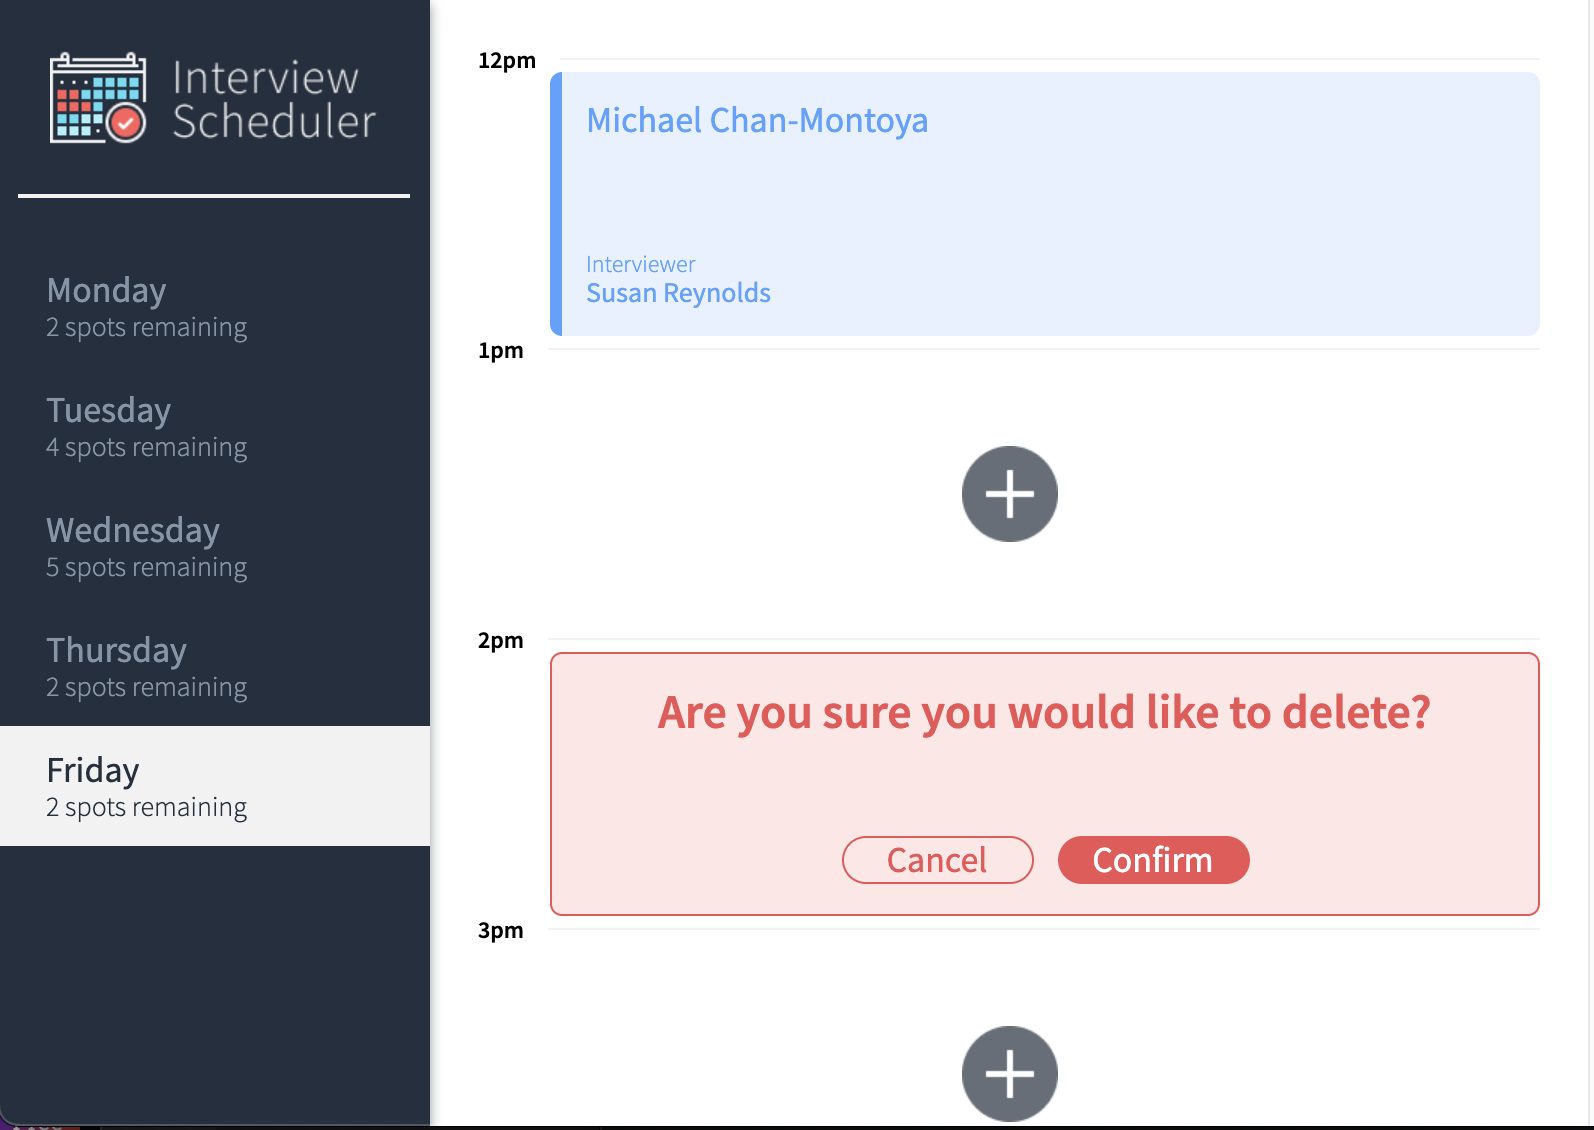 Interview
Scheduler
Monday
2 spots remaining
Tuesday
4 spots remaining
Wednesday
5 spots remaining
Thursday
2 spots remaining
Friday
2 spots remaining
12pm
Michael Chan-Montoya
Interviewer
Susan Reynolds
1pm
2pm
Are you sure you would like to delete?
Cancel
Confirm
3pm